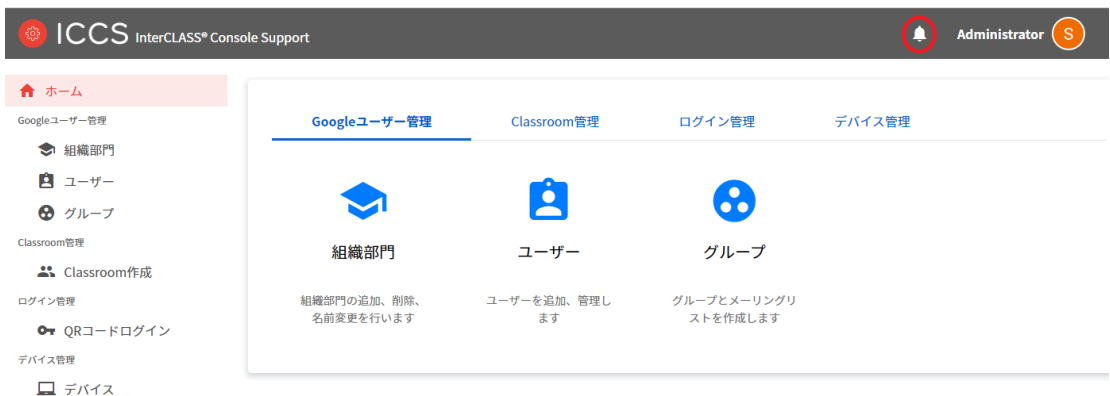 ICCS InterCLASS® Console Support
Administrator
S
ホーム
Googleユーザー管理
組織部門
ユーザー
グループ
Classroom管理
Classroom作成
ログイン管理
QRコードログイン
デバイス管理
デバイス
Googleユーザー管理
Classroom管理
ログイン管理
デバイス管理
組織部門
組織部門の追加、削除、
名前変更を行います
ユーザー
ユーザーを追加、管理し
ます
グループ
グループとメーリングリ
ストを作成します